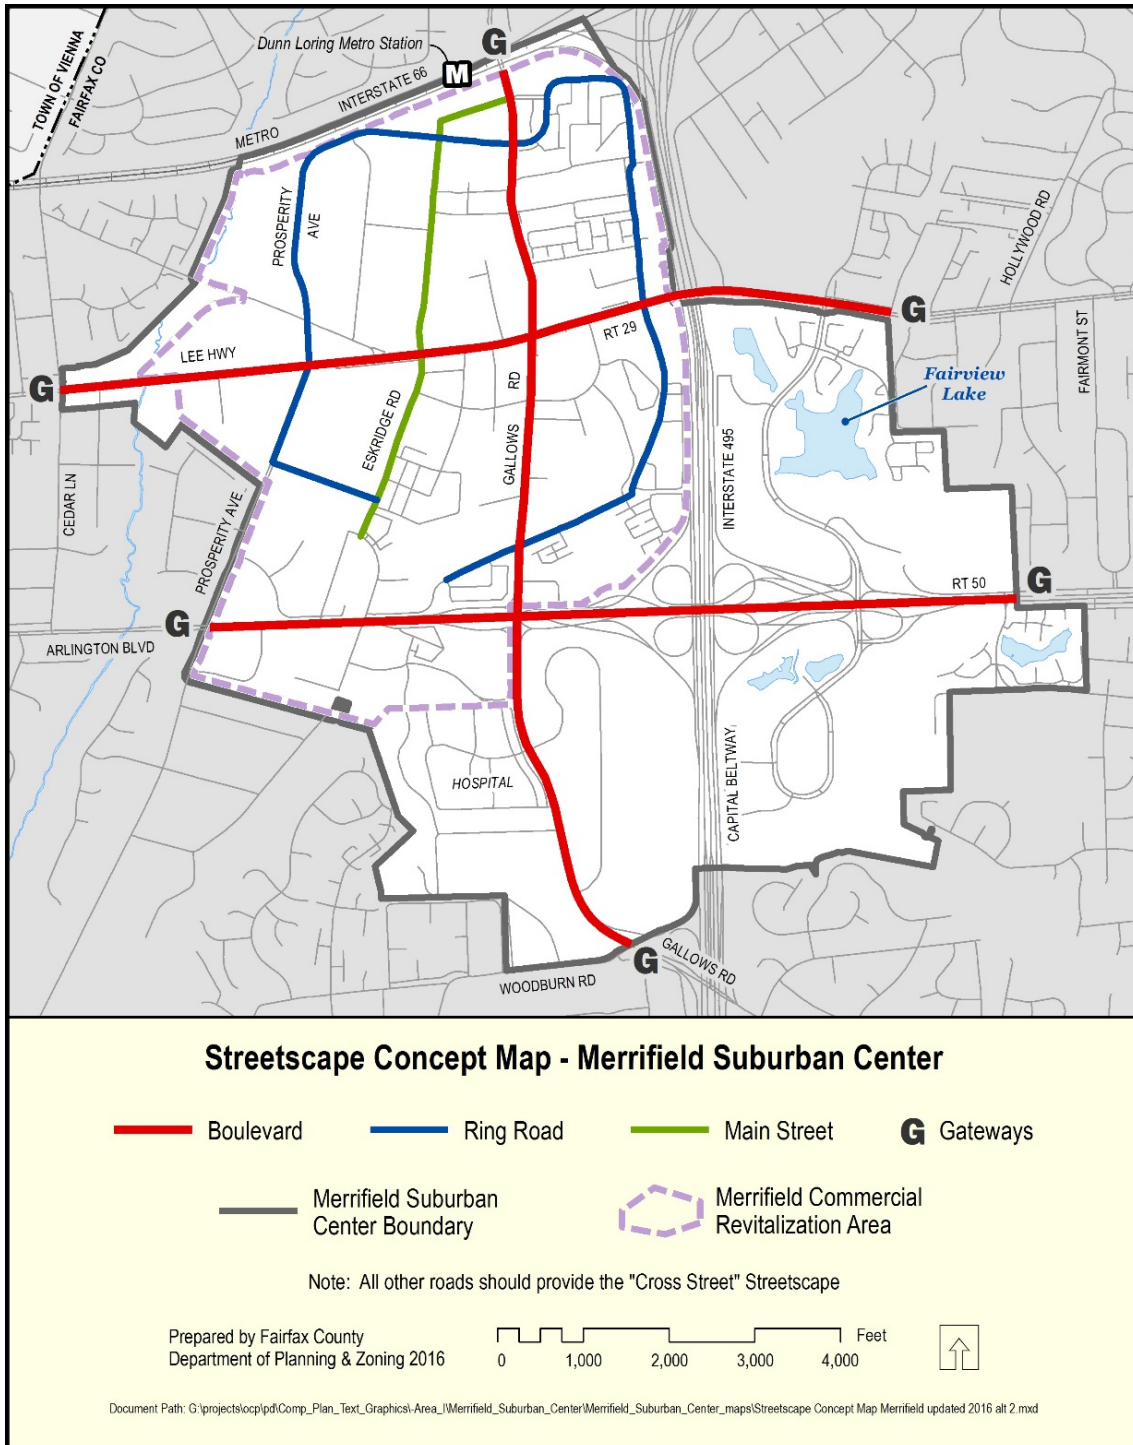 TOWN OF VIENNA
FAIRFAX CO
Dunn Loring Metro Station
G
M
INTERSTATE 66
METRO
PROSPERITY
AVE
HOLLYWOOD RD
G
RT 29
LEE HWY
G
Fairview
Lake
FAIRMONT ST
ESKRIDGE RD
GALLOWS
RD
INTERSTATE 495
CEDAR LN
PROSPERITY AVE
RT 50
G
G
ARLINGTON BLVD
HOSPITAL
CAPITAL BELTWAY
G
GALLOWS RD
WOODBURN RD
Streetscape Concept Map - Merrifield Suburban Center
Boulevard
Ring Road
Main Street
G Gateways
Merrifield Suburban
Center Boundary
Merrifield Commercial
Revitalization Area
Note: All other roads should provide the "Cross Street" Streetscape
Prepared by Fairfax County
Department of Planning & Zoning 2016
Feet
0 1,000 2,000 3,000 4,000
Document Path: G:\projects\ocp\pd\Comp_Plan_Text_Graphics\-Area_I\Merrifield_Suburban_Center\Merrifield_Suburban_Center_maps\Streetscape Concept Map Merrifield updated 2016 alt 2.mxd